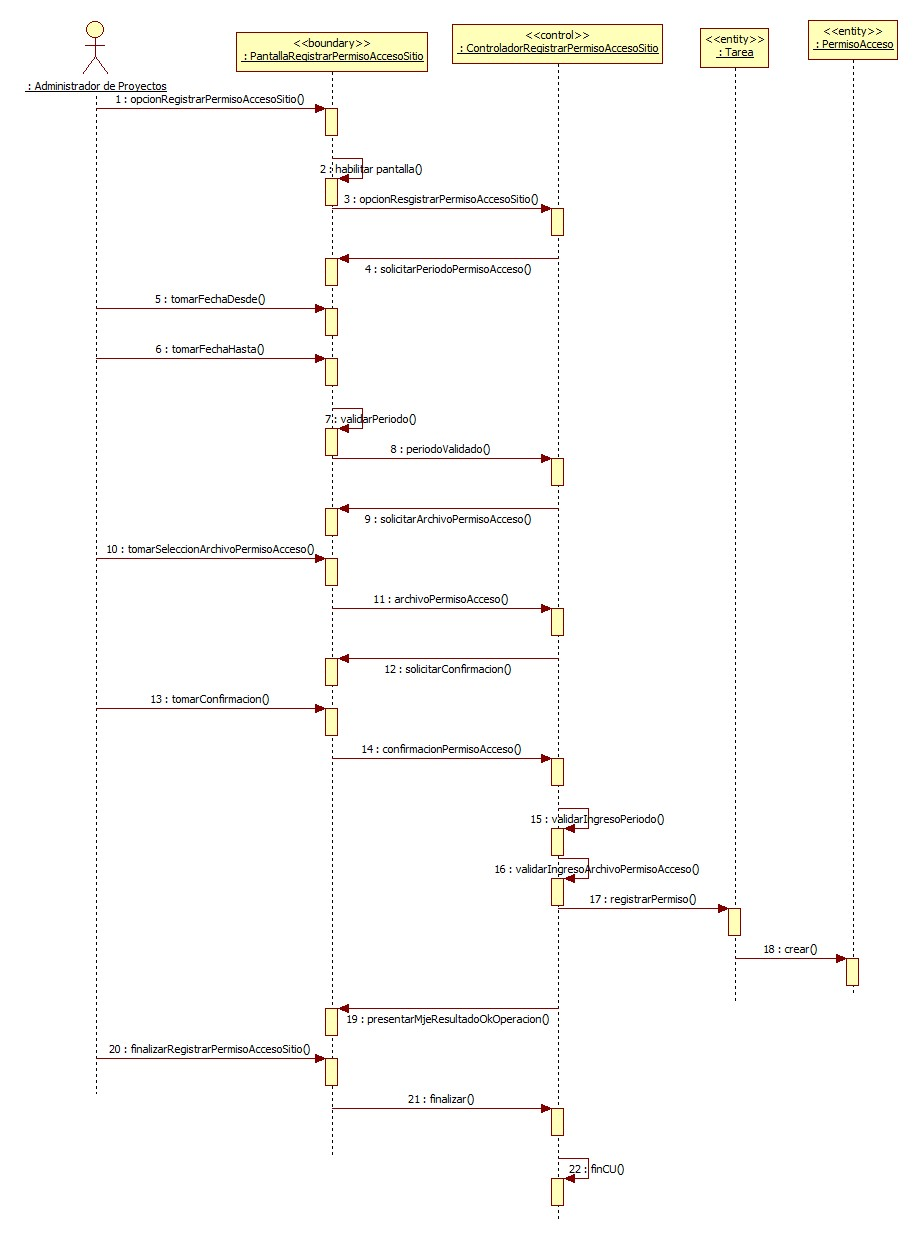 <<boundary>>
: PantallaRegistrarPermisoAccesoSitio
<<control>>
: ControladorRegistrarPermisoAccesoSitio
<<entity>>
: Tarea
<<entity>>
: PermisoAcceso
: Administrador de Proyectos
1 : opcionRegistrarPermisoAccesoSitio()
2 : habilitar pantalla()
3 : opcionResgistrarPermisoAccesoSitio()
4 : solicitarPeriodoPermisoAcceso()
5 : tomarFechaDesde()
6 : tomarFechaHasta()
7 : validarPeriodo()
8 : periodoValidado()
9 : solicitarArchivoPermisoAcceso()
10 : tomarSeleccionArchivoPermisoAcceso()
11 : archivoPermisoAcceso()
12 : solicitarConfirmacion()
13 : tomarConfirmacion()
14 : confirmacionPermisoAcceso()
15 : validarIngresoPeriodo()
16 : validarIngresoArchivoPermisoAcceso()
17 : registrarPermiso()
18 : crear()
19 : presentarMjeResultadoOkOperacion()
20 : finalizarRegistrarPermisoAccesoSitio()
21 : finalizar()
22 : finCU()